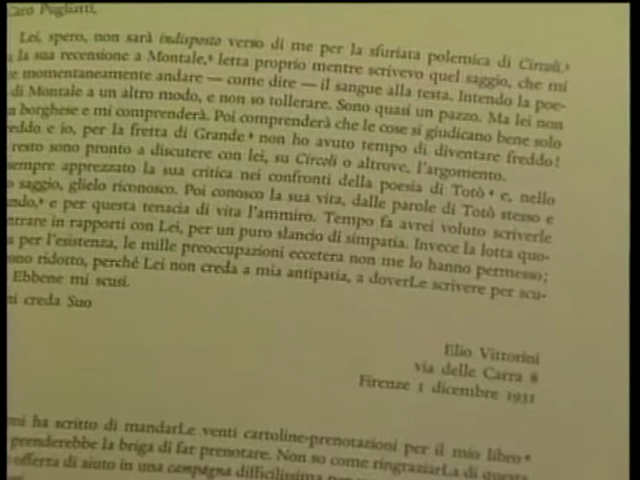 Caro Pugliatti,
Lei, spero, non sarà indisposto verso di me per la sfuriata polemica di Circoli,
la sua recensione a Montale, letta proprio mentre scrivevo quel saggio, che mi
momentaneamente andare — come dire — il sangue alla testa. Intendo la poe-
di Montale a un altro modo, e non so tollerare. Sono quasi un pazzo. Ma lei non
borghese e mi comprenderà. Poi comprenderà che le cose si giudicano bene solo
eddo e io, per la fretta di Grande non ho avuto tempo di diventare freddo!
resto sono pronto a discutere con lei, su Circoli o altrove, l'argomento.
empre apprezzato la sua critica nei confronti della poesia di Totò e, nello
saggio, glielo riconosco. Poi conosco la sua vita, dalle parole di Totò stesso e
ndo, e per questa tenacia di vita l'ammiro. Tempo fa avrei voluto scriverle
ntrare in rapporti con Lei, per un puro slancio di simpatia. Invece la lotta quo-
a per l'esistenza, le mille preoccupazioni eccetera non me lo hanno permesso;
ono ridotto, perché Lei non creda a mia antipatia, a doverLe scrivere per scu-
Ebbene mi scusi.
mi creda Suo
Elio Vittorini
via delle Carra 8
Firenze 1 dicembre 1931
mi ha scritto di mandarLe venti cartoline-prenotazioni per il mio libro
prenderebbe la briga di far prenotare. Non so come ringraziarLa di questa
offerta di aiuto in una campagna difficilissima